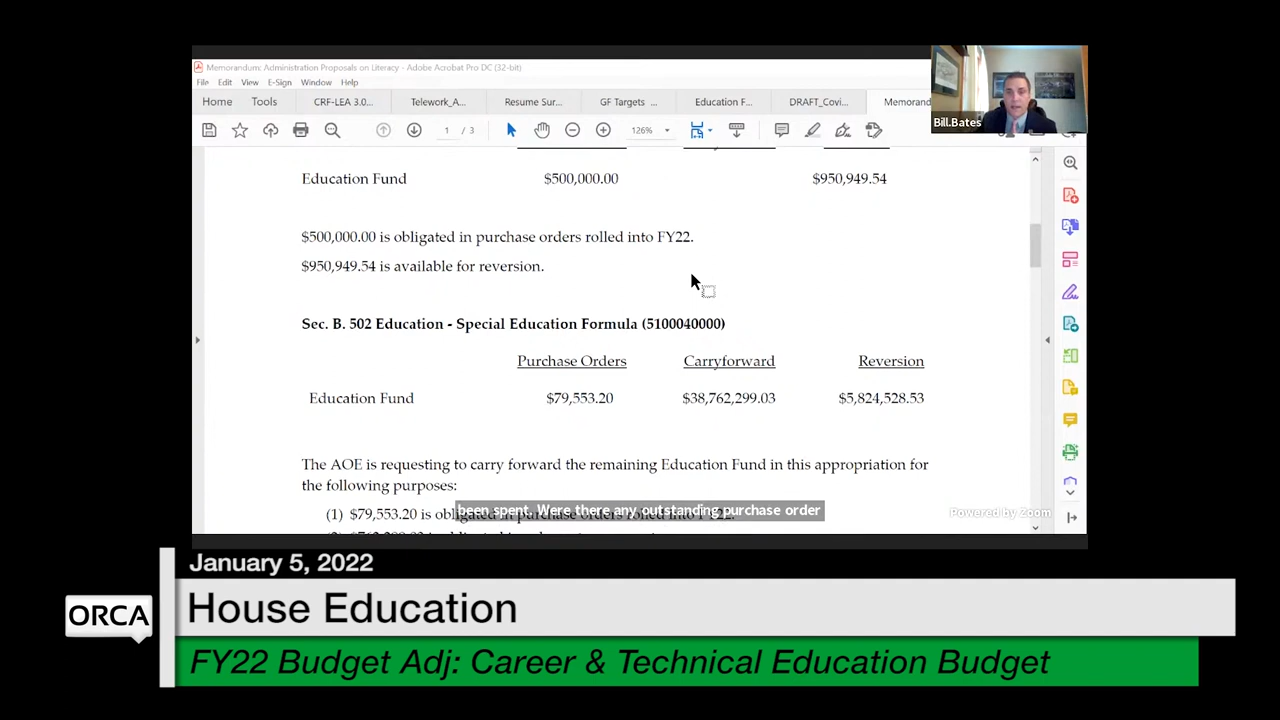 Memorandum: Administration Proposals on Literacy - Adobe Acrobat Pro DC (32-bit)
File Edit View E-Sign Window Help
Home Tools CRF-LEA 3.0... Telework_A... Resume Sur... GF Targets ... Education F... DRAFT_Covi... Memorand
1 / 3 126%
Bill.Bates
Education Fund $500,000.00 $950,949.54
$500,000.00 is obligated in purchase orders rolled into FY22.
$950,949.54 is available for reversion.
Sec. B. 502 Education - Special Education Formula (5100040000)
Purchase Orders Carryforward Reversion
Education Fund $79,553.20 $38,762,299.03 $5,824,528.53
The AOE is requesting to carry forward the remaining Education Fund in this appropriation for
the following purposes:
(1) $79,553.20 is obligated in purchase orders rolled into FY22.
been spent. Were there any outstanding purchase order
Powered by Zoom
January 5, 2022
ORCA
House Education
FY22 Budget Adj: Career & Technical Education Budget